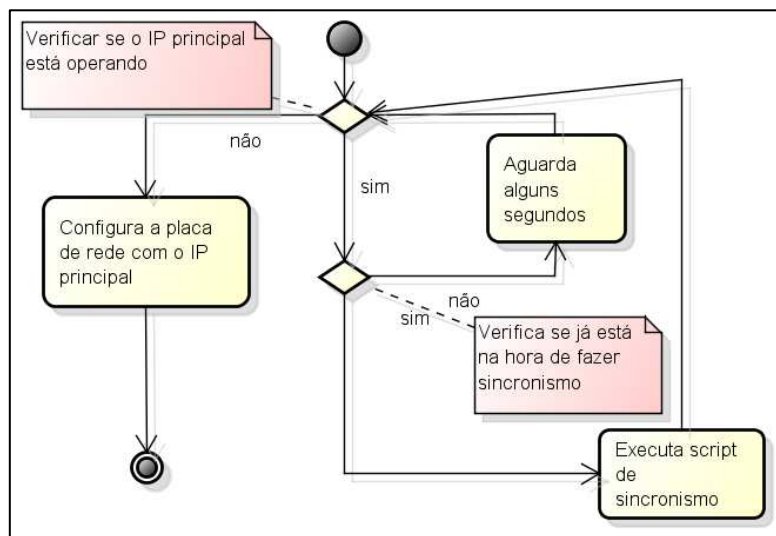 Verificar se o IP principal
está operando
não
sim
Aguarda
alguns
segundos
Configura a placa
de rede com o IP
principal
não
sim
Verifica se já está
na hora de fazer
sincronismo
Executa script
de
sincronismo